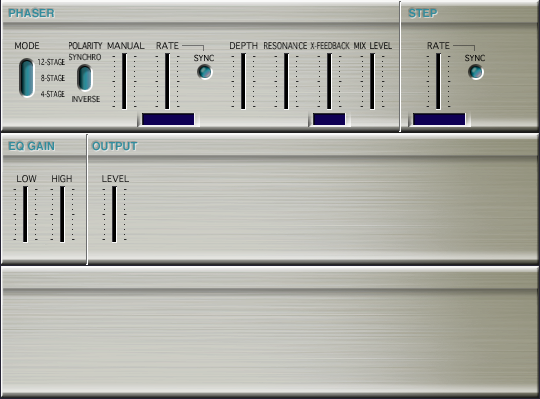 PHASER
STEP
MODE
POLARITY
MANUAL
RATE
DEPTH
RESONANCE
X-FEEDBACK
MIX LEVEL
RATE
SYNCHRO
SYNC
SYNC
12-STAGE
8-STAGE
4-STAGE
INVERSE
EQ GAIN
OUTPUT
LOW
HIGH
LEVEL